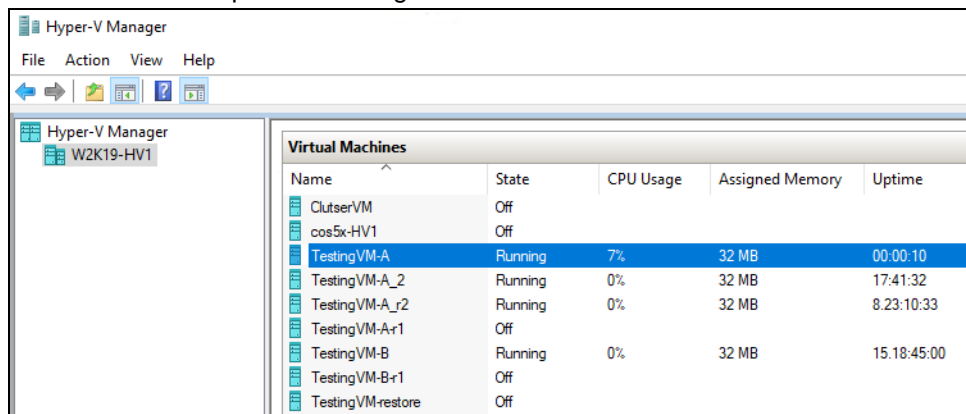 Hyper-V Manager
File Action View Help
Hyper-V Manager
W2K19-HV1
Virtual Machines
Name State CPU Usage Assigned Memory Uptime
ClutserVM Off
cos5x-HV1 Off
TestingVM-A Running 7% 32 MB 00:00:10
TestingVM-A_2 Running 0% 32 MB 17:41:32
TestingVM-A_r2 Running 0% 32 MB 8.23:10:33
TestingVM-A-r1 Off
TestingVM-B Running 0% 32 MB 15.18:45:00
TestingVM-B-r1 Off
TestingVM-restore Off